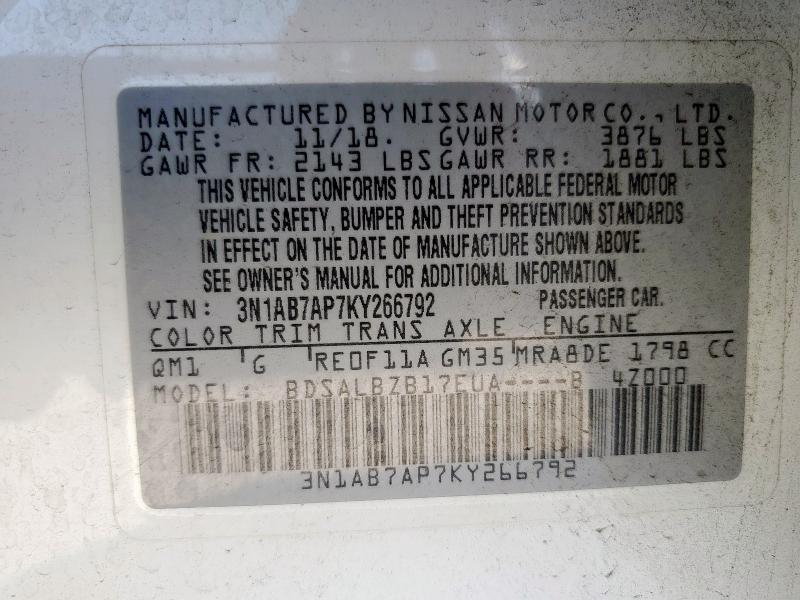 MANUFACTURED BY NISSAN MOTOR CO., LTD.
DATE: 11/18. GVWR: 3876 LBS
GAWR FR: 2143 LBS GAWR RR: 1881 LBS
THIS VEHICLE CONFORMS TO ALL APPLICABLE FEDERAL MOTOR
VEHICLE SAFETY, BUMPER AND THEFT PREVENTION STANDARDS
IN EFFECT ON THE DATE OF MANUFACTURE SHOWN ABOVE.
SEE OWNER'S MANUAL FOR ADDITIONAL INFORMATION.
VIN: 3N1AB7AP7KY266792 PASSENGER CAR.
COLOR TRIM TRANS AXLE ENGINE
QM1 G RE0F11A GM35 MRA8DE 1798 CC
MODEL: BDSALBZB17EUA----B 4Z000
3N1AB7AP7KY266792